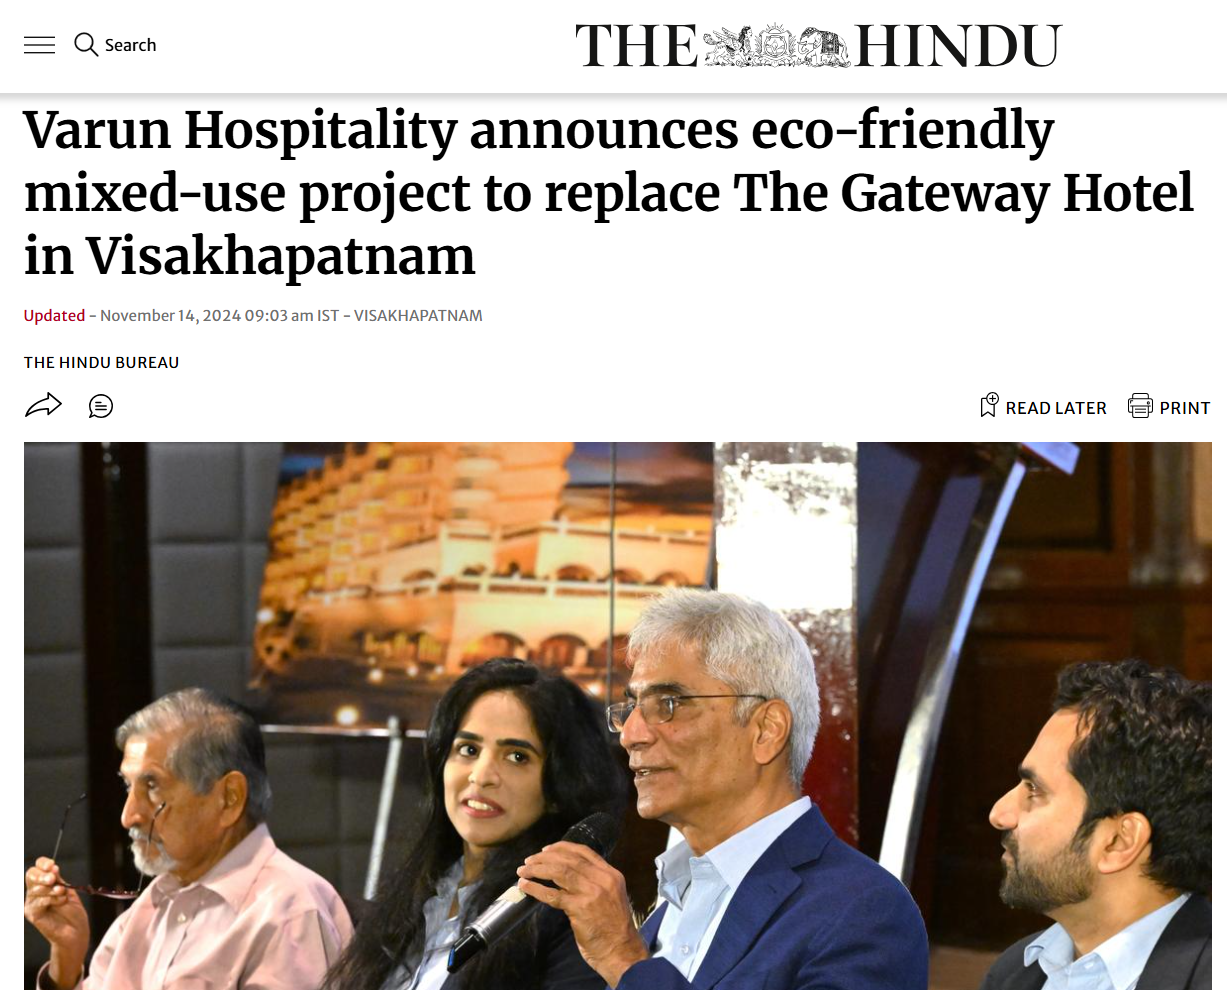 Search
THE HINDU
Varun Hospitality announces eco-friendly
mixed-use project to replace The Gateway Hotel
in Visakhapatnam
Updated - November 14, 2024 09:03 am IST - VISAKHAPATNAM
THE HINDU BUREAU
READ LATER PRINT